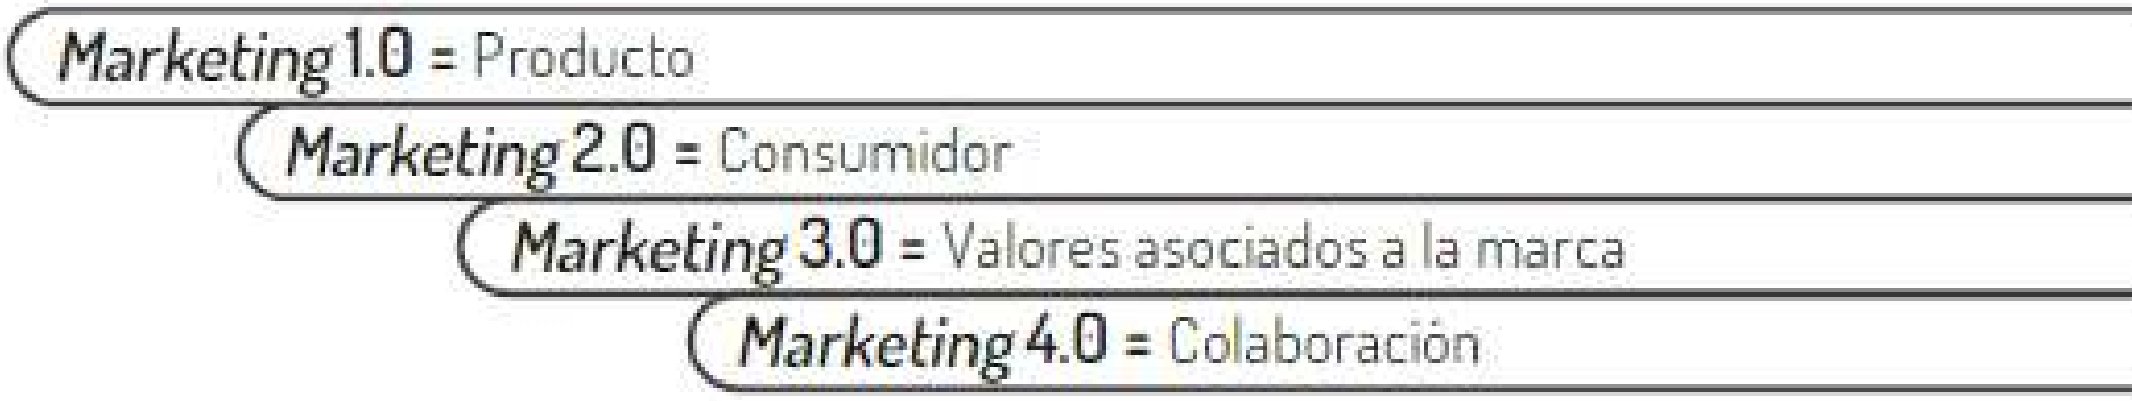 Marketing 1.0 = Producto
Marketing 2.0 = Consumidor
Marketing 3.0 = Valores asociados a la marca
Marketing 4.0 = Colaboración